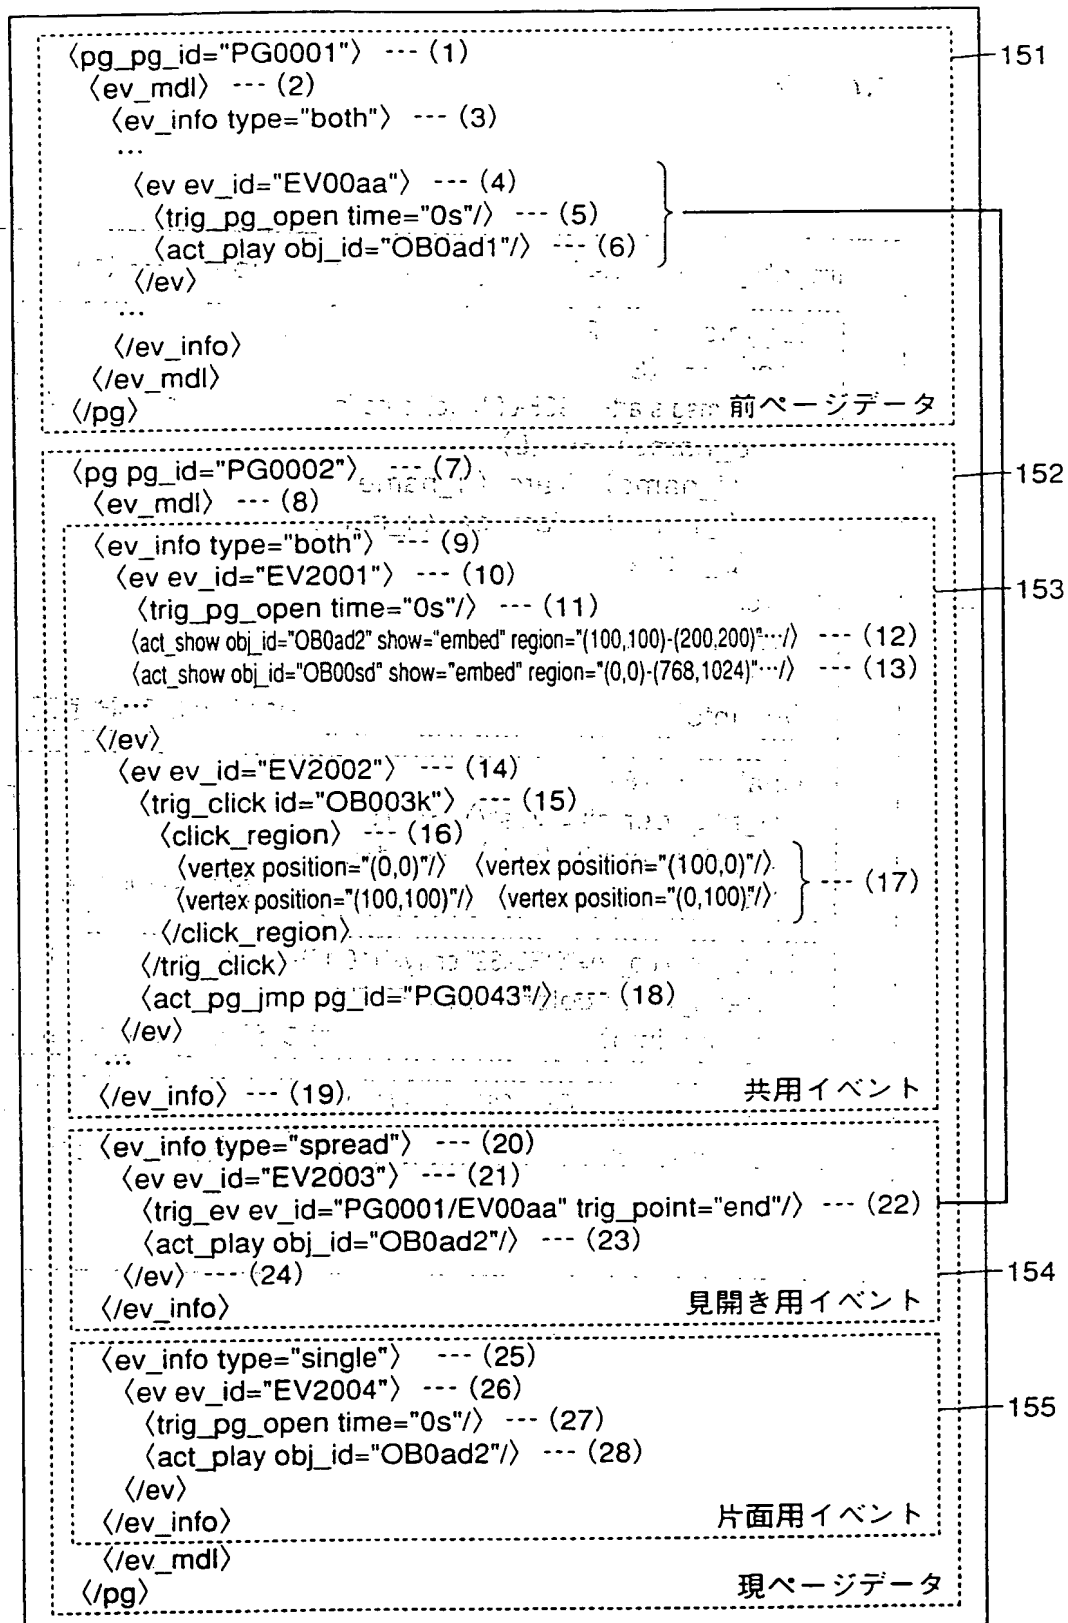 〈pg_pg_id="PG0001"〉 --- (1)
151
〈ev_mdl〉 --- (2)
〈ev_info type="both"〉 --- (3)
...
〈ev ev_id="EV00aa"〉 --- (4)
〈trig_pg_open time="0s"/〉 --- (5)
〈act_play obj_id="OB0ad1"/〉 --- (6)
〈/ev〉
...
〈/ev_info〉
〈/ev_mdl〉
〈/pg〉
前ページデータ
〈pg pg_id="PG0002"〉 --- (7)
152
〈ev_mdl〉 --- (8)
〈ev_info type="both"〉 --- (9)
〈ev ev_id="EV2001"〉 --- (10)
153
〈trig_pg_open time="0s"/〉 --- (11)
〈act_show obj_id="OB0ad2" show="embed" region="(100,100)-(200,200)"…/〉 --- (12)
〈act_show obj_id="OB00sd" show="embed" region="(0,0)-(768,1024)"…/〉 --- (13)
...
〈/ev〉
〈ev ev_id="EV2002"〉 --- (14)
〈trig_click id="OB003k"〉 --- (15)
〈click_region〉 --- (16)
〈vertex position="(0,0)"/〉 〈vertex position="(100,0)"/〉
〈vertex position="(100,100)"/〉 〈vertex position="(0,100)"/〉 --- (17)
〈/click_region〉
〈/trig_click〉
〈act_pg_jmp pg_id="PG0043"/〉 --- (18)
〈/ev〉
...
〈/ev_info〉 --- (19)
共用イベント
〈ev_info type="spread"〉 --- (20)
〈ev ev_id="EV2003"〉 --- (21)
〈trig_ev ev_id="PG0001/EV00aa" trig_point="end"/〉 --- (22)
〈act_play obj_id="OB0ad2"/〉 --- (23)
〈/ev〉 --- (24)
154
〈/ev_info〉
見開き用イベント
〈ev_info type="single"〉 --- (25)
〈ev ev_id="EV2004"〉 --- (26)
155
〈trig_pg_open time="0s"/〉 --- (27)
〈act_play obj_id="OB0ad2"/〉 --- (28)
〈/ev〉
〈/ev_info〉
片面用イベント
〈/ev_mdl〉
〈/pg〉
現ページデータ